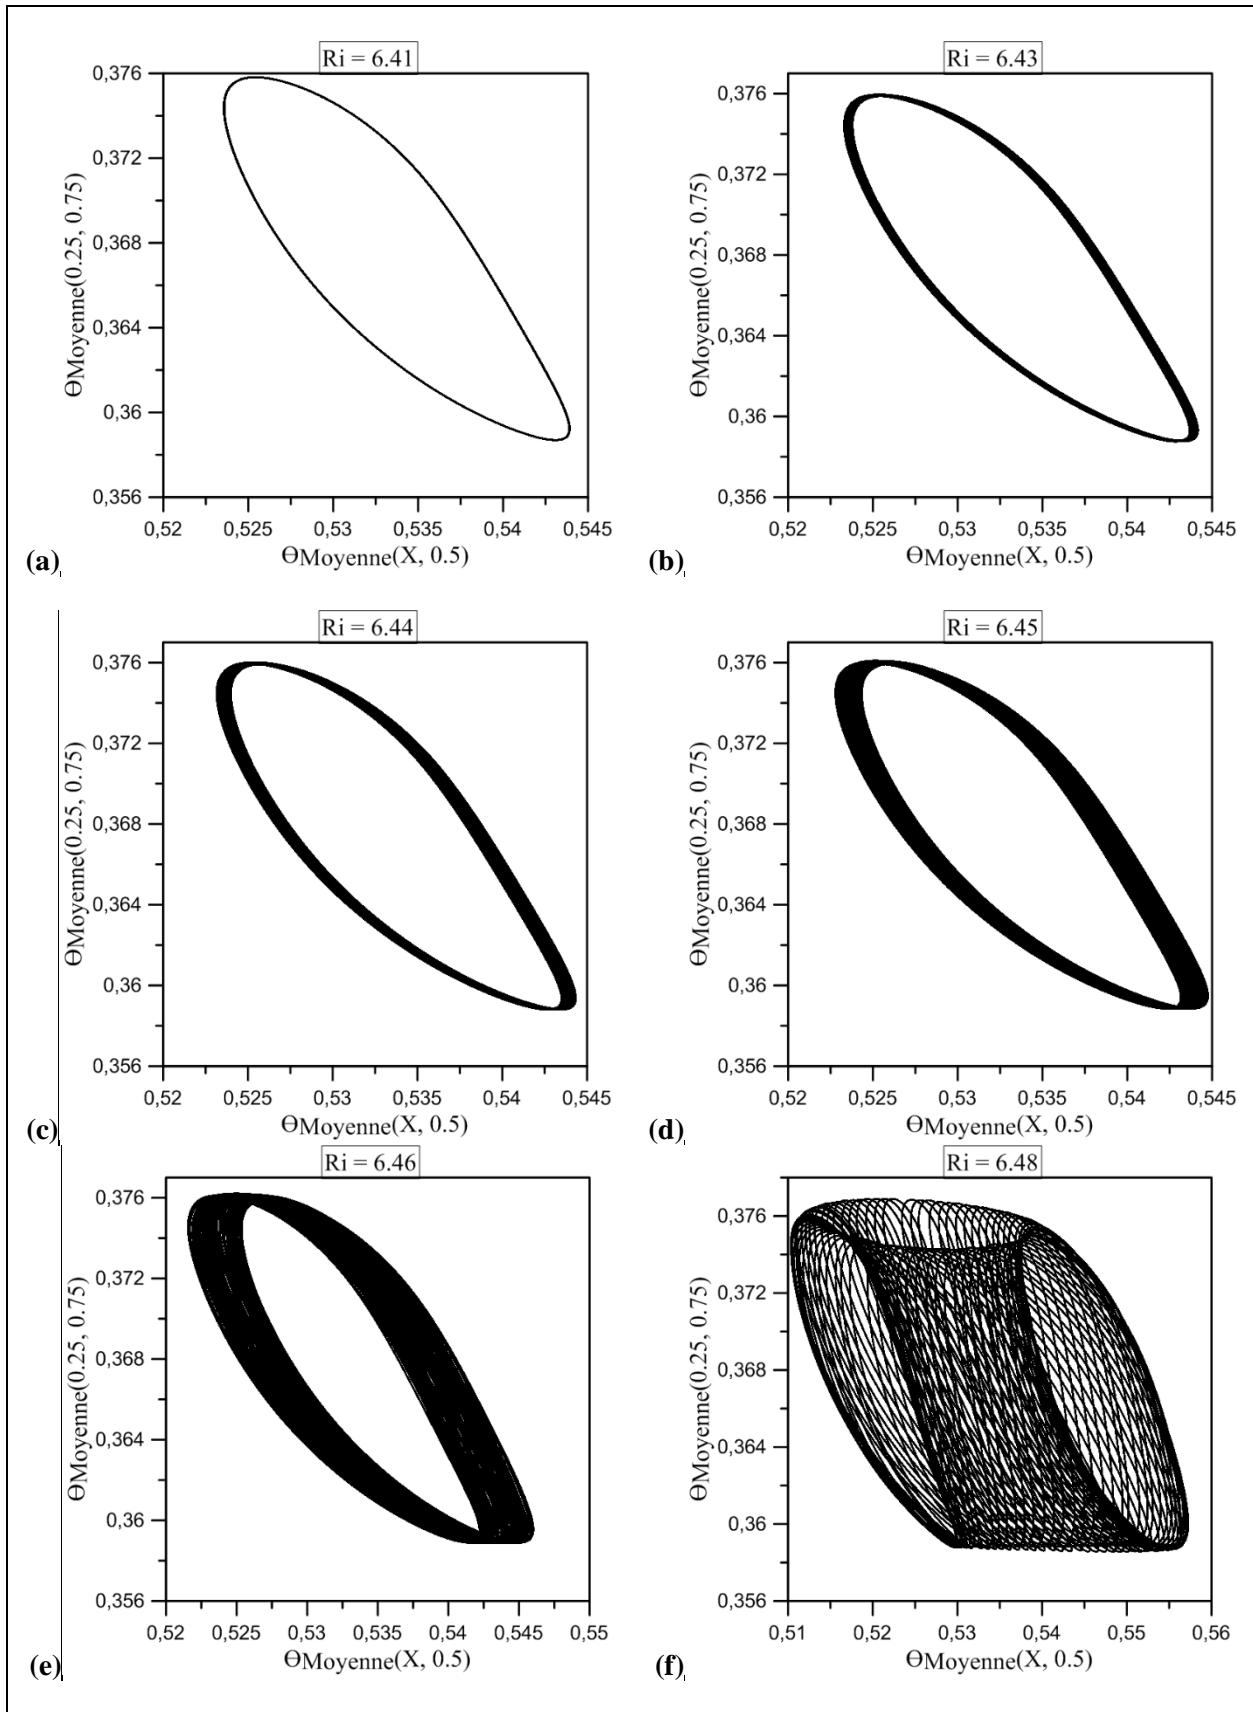 Ri = 6.41
0,376
0,372
0,368
0,364
0,36
0,356
ΘMoyenne(0.25, 0.75)
0,52 0,525 0,53 0,535 0,54 0,545
ΘMoyenne(X, 0.5)
(a)
Ri = 6.43
0,376
0,372
0,368
0,364
0,36
0,356
ΘMoyenne(0.25, 0.75)
0,52 0,525 0,53 0,535 0,54 0,545
ΘMoyenne(X, 0.5)
(b)
Ri = 6.44
0,376
0,372
0,368
0,364
0,36
0,356
ΘMoyenne(0.25, 0.75)
0,52 0,525 0,53 0,535 0,54 0,545
ΘMoyenne(X, 0.5)
(c)
Ri = 6.45
0,376
0,372
0,368
0,364
0,36
0,356
ΘMoyenne(0.25, 0.75)
0,52 0,525 0,53 0,535 0,54 0,545
ΘMoyenne(X, 0.5)
(d)
Ri = 6.46
0,376
0,372
0,368
0,364
0,36
0,356
ΘMoyenne(0.25, 0.75)
0,52 0,525 0,53 0,535 0,54 0,545 0,55
ΘMoyenne(X, 0.5)
(e)
Ri = 6.48
0,376
0,372
0,368
0,364
0,36
0,356
ΘMoyenne(0.25, 0.75)
0,51 0,52 0,53 0,54 0,55 0,56
ΘMoyenne(X, 0.5)
(f)